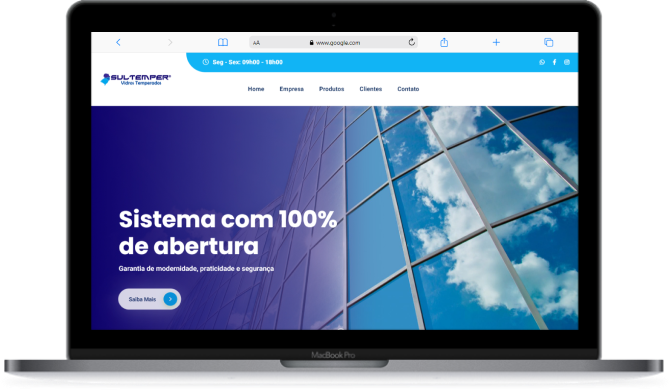 AA
www.google.com
Seg - Sex: 09h00 - 18h00
SULTEMPER
Vidros Temperados
Home Empresa Produtos Clientes Contato
Sistema com 100%
de abertura
Garantia de modernidade, praticidade e segurança
Saiba Mais
MacBook Pro